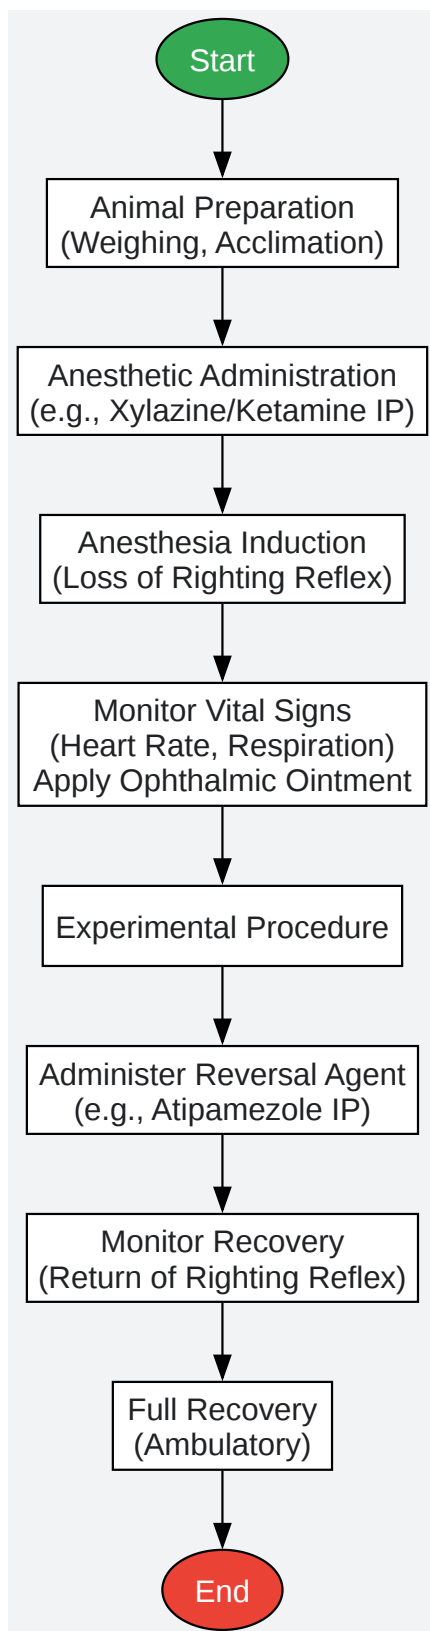 Start
Animal Preparation
(Weighing, Acclimation)
Anesthetic Administration
(e.g., Xylazine/Ketamine IP)
Anesthesia Induction
(Loss of Righting Reflex)
Monitor Vital Signs
(Heart Rate, Respiration)
Apply Ophthalmic Ointment
Experimental Procedure
Administer Reversal Agent
(e.g., Atipamezole IP)
Monitor Recovery
(Return of Righting Reflex)
Full Recovery
(Ambulatory)
End